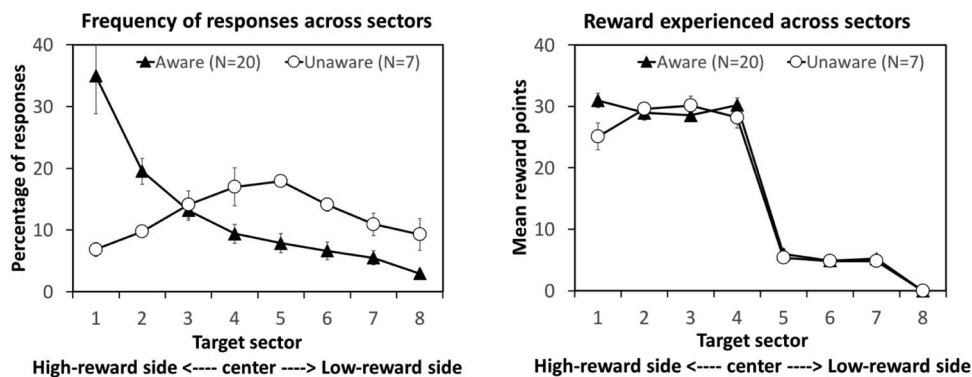 Frequency of responses across sectors
Aware (N=20) Unaware (N=7)
Percentage of responses
40
30
20
10
0
1 2 3 4 5 6 7 8
Target sector
High-reward side <---- center ----> Low-reward side
Reward experienced across sectors
Aware (N=20) Unaware (N=7)
Mean reward points
40
30
20
10
0
1 2 3 4 5 6 7 8
Target sector
High-reward side <---- center ----> Low-reward side